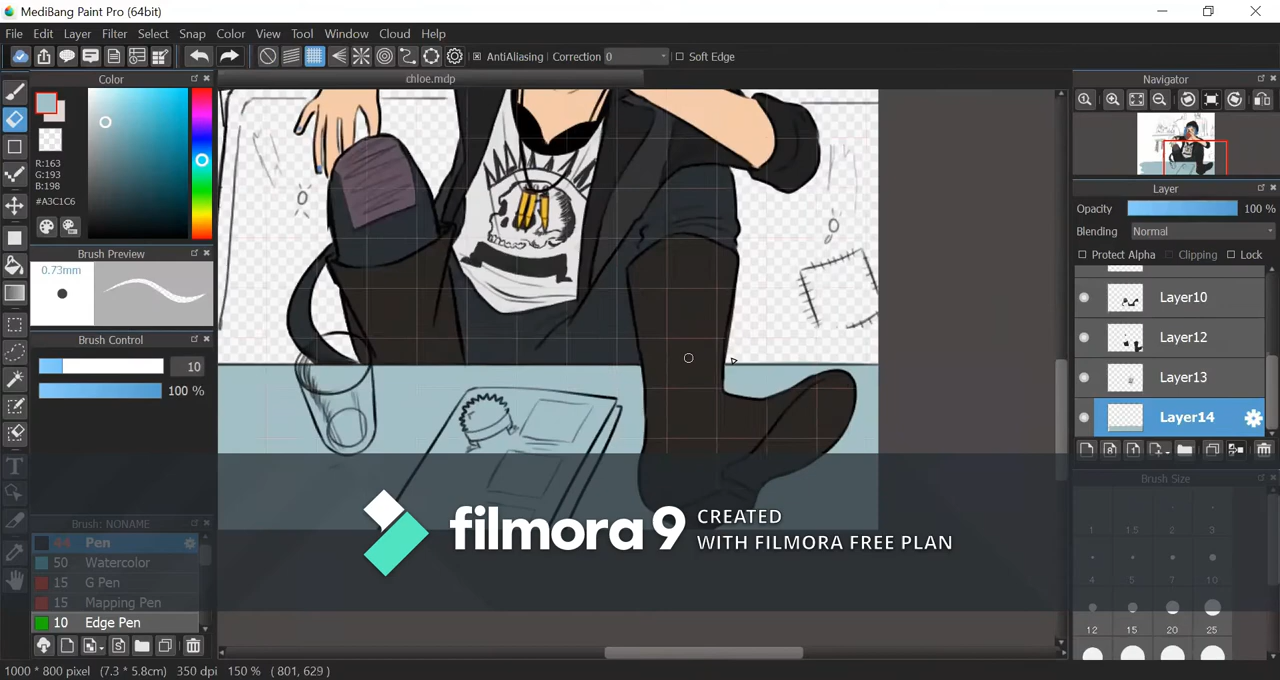 MediBang Paint Pro (64bit)
File Edit Layer Filter Select Snap Color View Tool Window Cloud Help
AntiAliasing Correction 0 Soft Edge
Color
chloe.mdp
Navigator
R:163
G:193
B:198
#A3C1C6
Layer
Opacity 100 %
Blending Normal
Protect Alpha Clipping Lock
Brush Preview
0.73mm
Layer10
Brush Control
Layer12
10
Layer13
100 %
Layer14
Brush Size
1 1.5 2 3
Brush: NONAME
44 Pen
50 Watercolor
4 5 7 10
15 G Pen
15 Mapping Pen
10 Edge Pen
12 15 20 25
filmora9 CREATED
WITH FILMORA FREE PLAN
1000 * 800 pixel (7.3 * 5.8cm) 350 dpi 150 % ( 801, 629 )